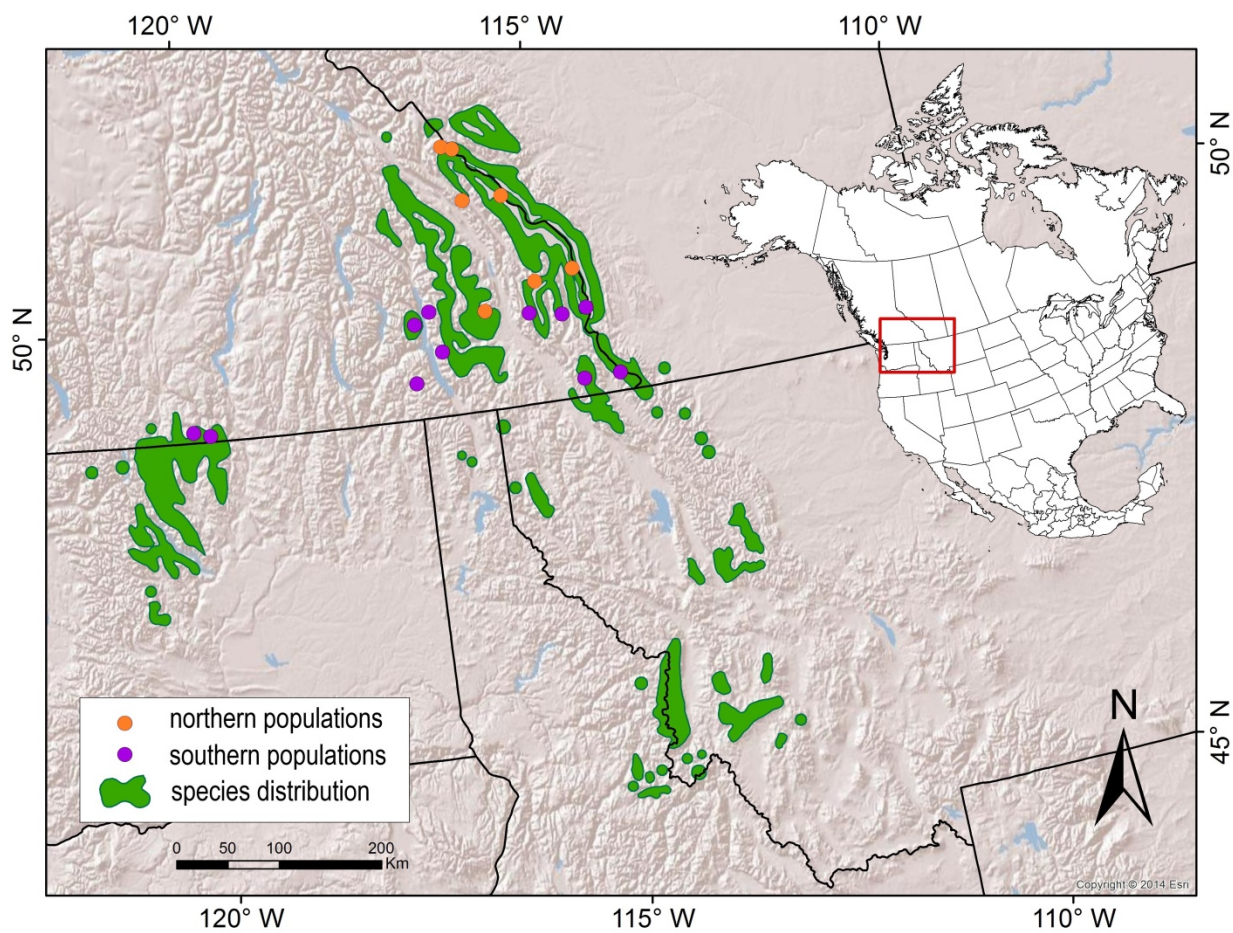 120° W 115° W 110° W
50° N
50° N
45° N
N
northern populations
southern populations
species distribution
0 50 100 200
Km
Copyright © 2014 Esri
120° W 115° W 110° W